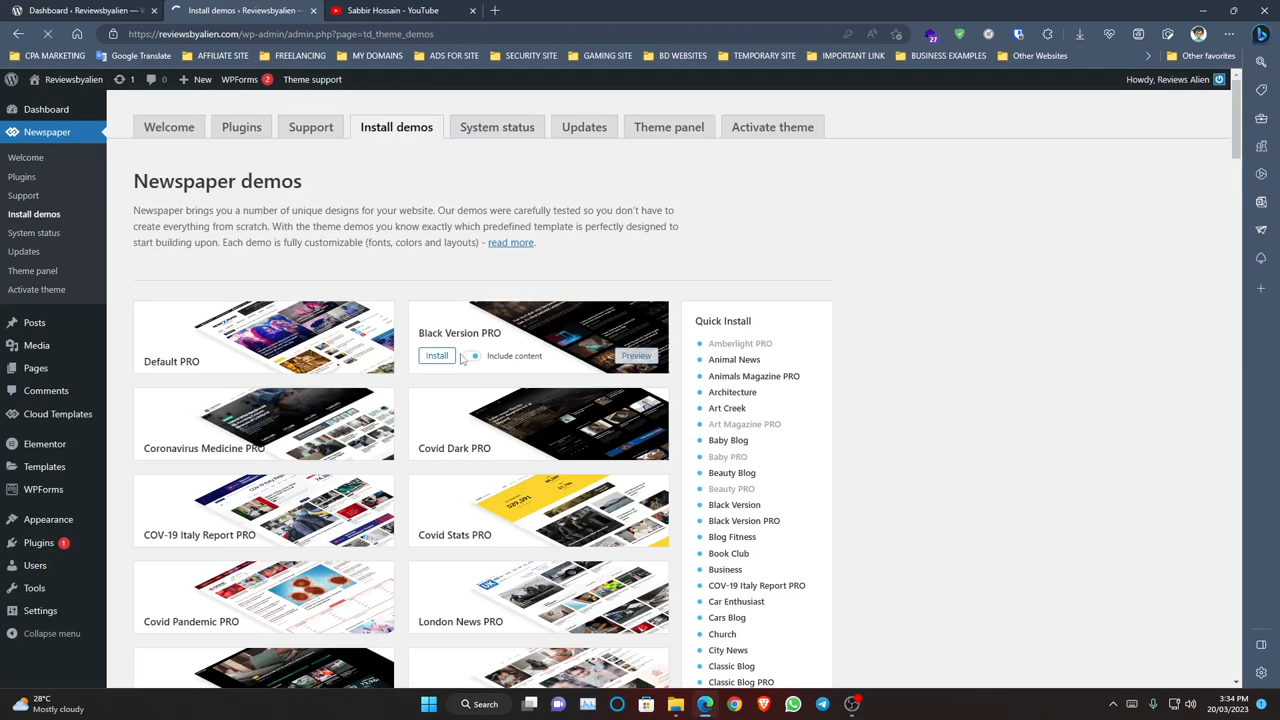 Dashboard ‹ Reviewsbyalien — W
Install demos ‹ Reviewsbyalien —
Sabbir Hossain - YouTube
https://reviewsbyalien.com/wp-admin/admin.php?page=td_theme_demos
27
CPA MARKETING
Google Translate
AFFILIATE SITE
FREELANCING
MY DOMAINS
ADS FOR SITE
SECURITY SITE
GAMING SITE
BD WEBSITES
TEMPORARY SITE
IMPORTANT LINK
BUSINESS EXAMPLES
Other Websites
Other favorites
Reviewsbyalien
1
0
New
WPForms 2
Theme support
Howdy, Reviews Alien
Dashboard
Newspaper
Welcome
Plugins
Support
Install demos
System status
Updates
Theme panel
Activate theme
Posts
Media
Pages
Comments
Cloud Templates
Elementor
Templates
WPForms
Appearance
Plugins 1
Users
Tools
Settings
Collapse menu
Welcome
Plugins
Support
Install demos
System status
Updates
Theme panel
Activate theme
Newspaper demos
Newspaper brings you a number of unique designs for your website. Our demos were carefully tested so you don't have to
create everything from scratch. With the theme demos you know exactly which predefined template is perfectly designed to
start building upon. Each demo is fully customizable (fonts, colors and layouts) - read more.
Default PRO
Black Version PRO
Install
Include content
Preview
Coronavirus Medicine PRO
Covid Dark PRO
COV-19 Italy Report PRO
Covid Stats PRO
Covid Pandemic PRO
London News PRO
Quick Install
Amberlight PRO
Animal News
Animals Magazine PRO
Architecture
Art Creek
Art Magazine PRO
Baby Blog
Baby PRO
Beauty Blog
Beauty PRO
Black Version
Black Version PRO
Blog Fitness
Book Club
Business
COV-19 Italy Report PRO
Car Enthusiast
Cars Blog
Church
City News
Classic Blog
Classic Blog PRO
28°C
Mostly cloudy
Search
3:34 PM
20/03/2023